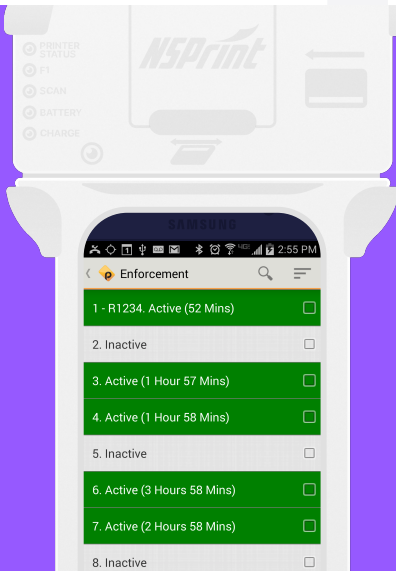 NSPrint
PRINTER
STATUS
F1
SCAN
BATTERY
CHARGE
SAMSUNG
2:55 PM
Enforcement
1 - R1234. Active (52 Mins)
2. Inactive
3. Active (1 Hour 57 Mins)
4. Active (1 Hour 58 Mins)
5. Inactive
6. Active (3 Hours 58 Mins)
7. Active (2 Hours 58 Mins)
8. Inactive